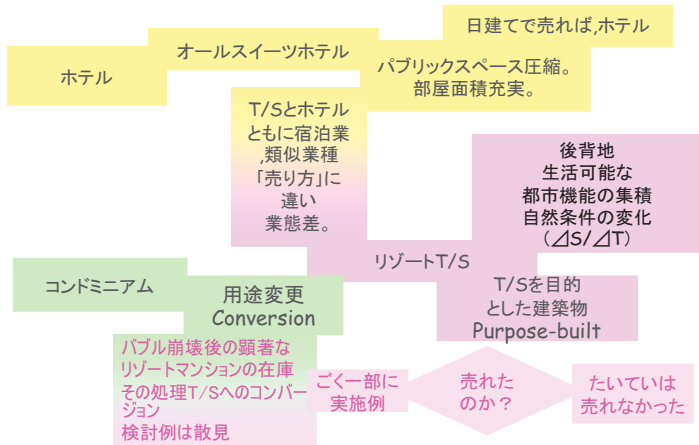 日建てで売れば,ホテル
オールスイーツホテル
ホテル
パブリックスペース圧縮。
部屋面積充実。
T/Sとホテル
ともに宿泊業
,類似業種
「売り方」に
違い
業態差。
後背地
生活可能な
都市機能の集積
自然条件の変化
(⊿S/⊿T)
リゾートT/S
コンドミニアム
用途変更
Conversion
T/Sを目的
とした建築物
Purpose-built
バブル崩壊後の顕著な
リゾートマンションの在庫
その処理T/Sへのコンバー
ジョン
検討例は散見
ごく一部に
実施例
売れた
のか?
たいていは
売れなかった